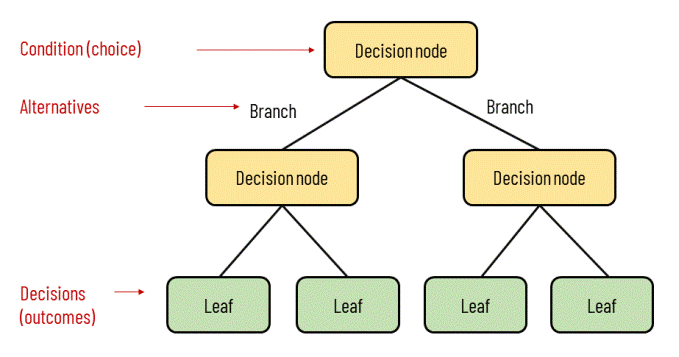 Condition (choice)
Decision node
Alternatives
Branch
Branch
Decision node
Decision node
Decisions
(outcomes)
Leaf
Leaf
Leaf
Leaf